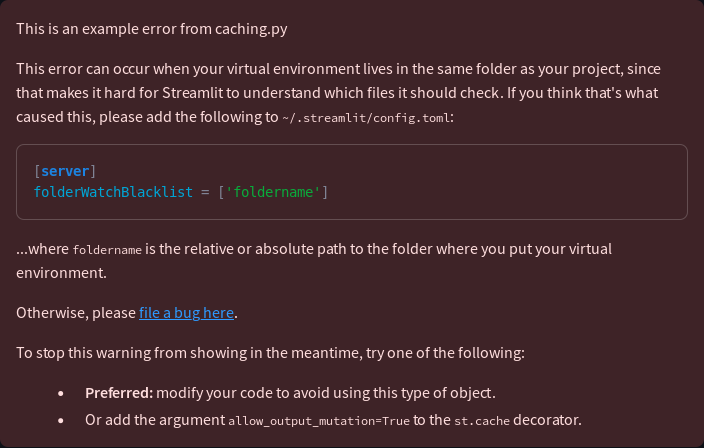 This is an example error from caching.py
This error can occur when your virtual environment lives in the same folder as your project, since
that makes it hard for Streamlit to understand which files it should check. If you think that's what
caused this, please add the following to ~/.streamlit/config.toml:
[server]
folderWatchBlacklist = ['foldername']
...where foldername is the relative or absolute path to the folder where you put your virtual
environment.
Otherwise, please file a bug here.
To stop this warning from showing in the meantime, try one of the following:
• Preferred: modify your code to avoid using this type of object.
• Or add the argument allow_output_mutation=True to the st.cache decorator.